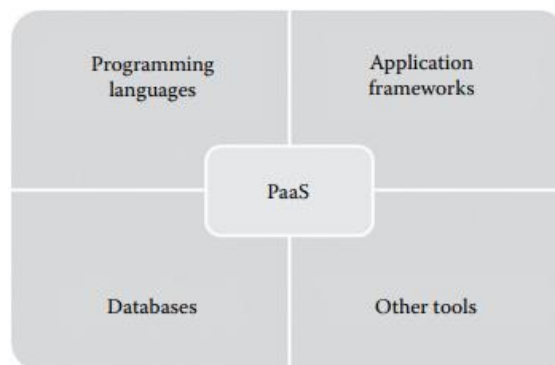 Programming
languages
Application
frameworks
PaaS
Databases
Other tools